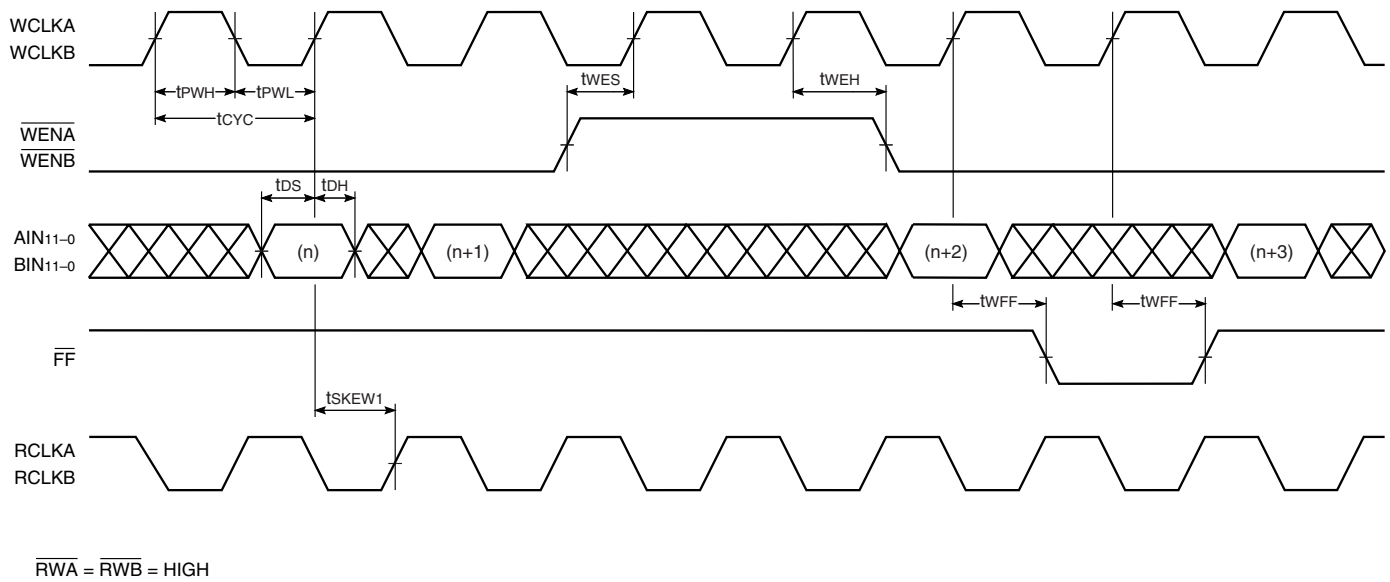 WCLKA
WCLKB
tPWH tPWL
tCYC
tWES
tWEH
WENA
WENB
tDS tDH
AIN11–0
BIN11–0
(n) (n+1) (n+2) (n+3)
tWFF tWFF
FF
tSKEW1
RCLKA
RCLKB
RWA = RWB = HIGH